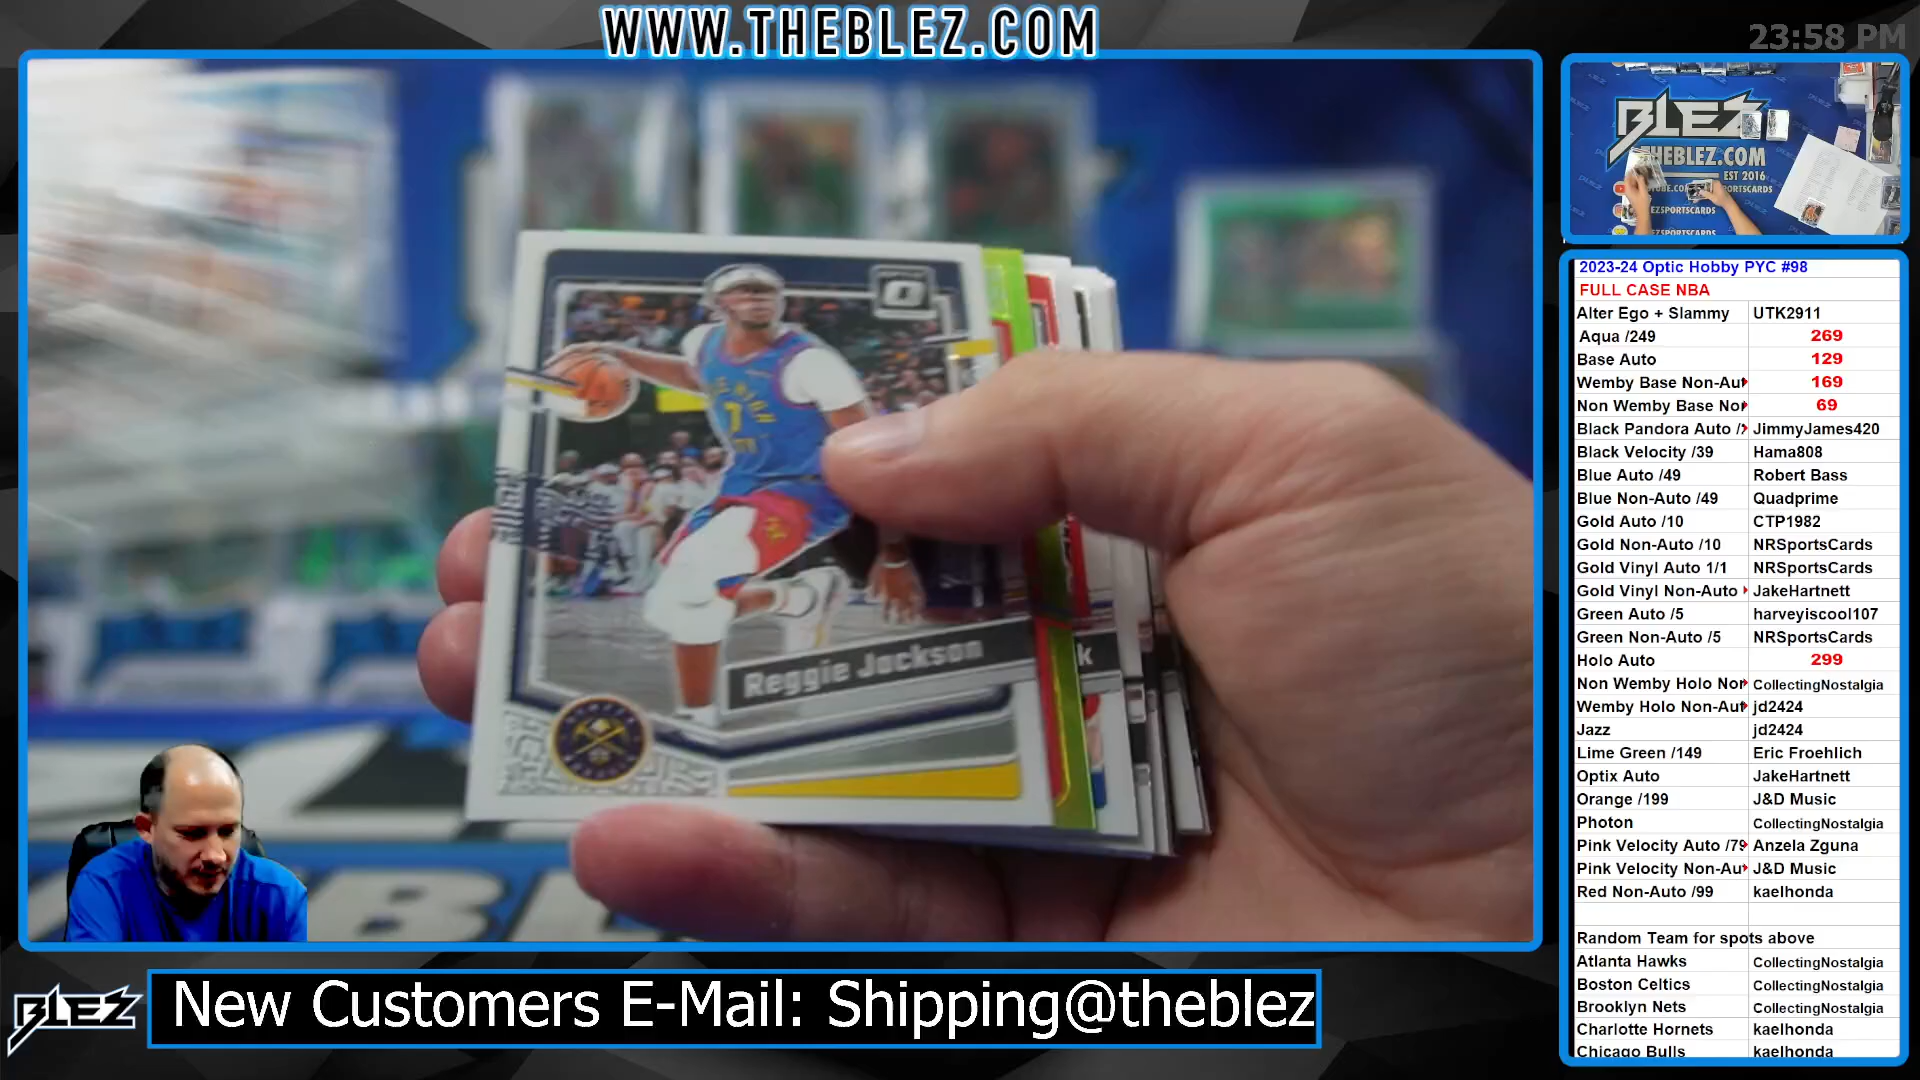 WWW.THEBLEZ.COM
23:58 PM
BLEZ
THEBLEZ.COM
EST 2016
EZSPORTSCARDS
Reggie Jackson
k
2023-24 Optic Hobby PYC #98
FULL CASE NBA
Alter Ego + Slammy UTK2911
Aqua /249 269
Base Auto 129
Wemby Base Non-Aut 169
Non Wemby Base Non 69
Black Pandora Auto / JimmyJames420
Black Velocity /39 Hama808
Blue Auto /49 Robert Bass
Blue Non-Auto /49 Quadprime
Gold Auto /10 CTP1982
Gold Non-Auto /10 NRSportsCards
Gold Vinyl Auto 1/1 NRSportsCards
Gold Vinyl Non-Auto JakeHartnett
Green Auto /5 harveyiscool107
Green Non-Auto /5 NRSportsCards
Holo Auto 299
Non Wemby Holo Non CollectingNostalgia
Wemby Holo Non-Aut jd2424
Jazz jd2424
Lime Green /149 Eric Froehlich
Optix Auto JakeHartnett
Orange /199 J&D Music
Photon CollectingNostalgia
Pink Velocity Auto /79 Anzela Zguna
Pink Velocity Non-Au J&D Music
Red Non-Auto /99 kaelhonda
Random Team for spots above
Atlanta Hawks CollectingNostalgia
Boston Celtics CollectingNostalgia
Brooklyn Nets CollectingNostalgia
Charlotte Hornets kaelhonda
Chicago Bulls kaelhonda
BLEZ
New Customers E-Mail: Shipping@theblez